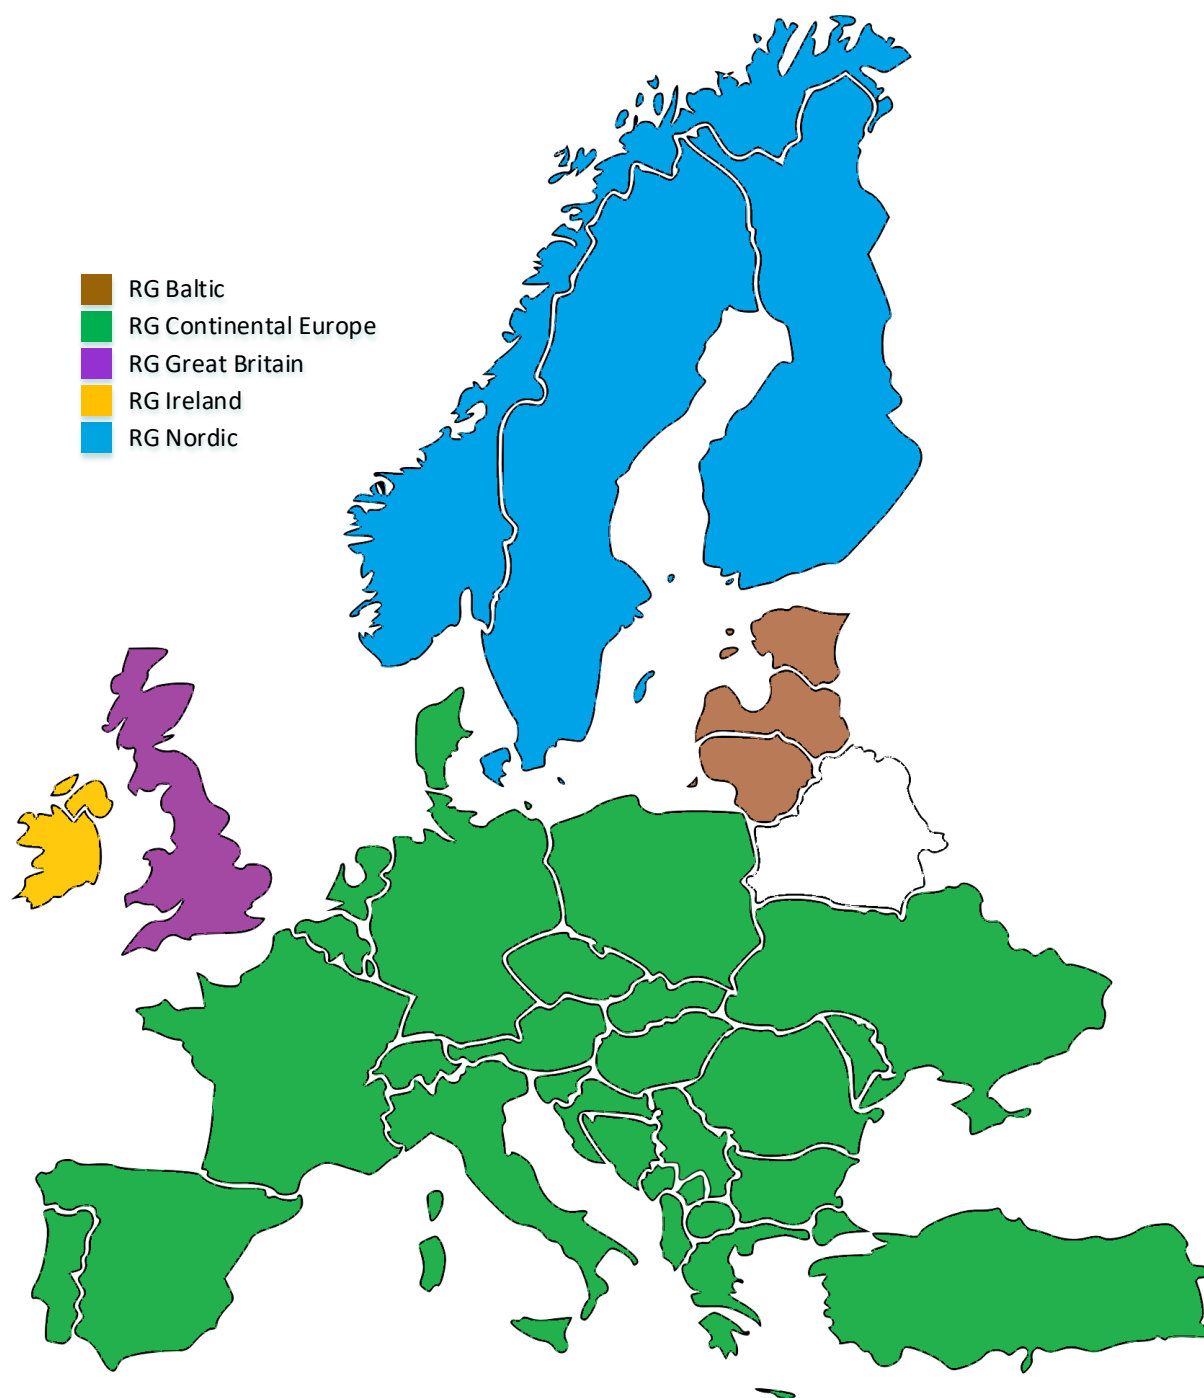 RG Baltic
RG Continental Europe
RG Great Britain
RG Ireland
RG Nordic